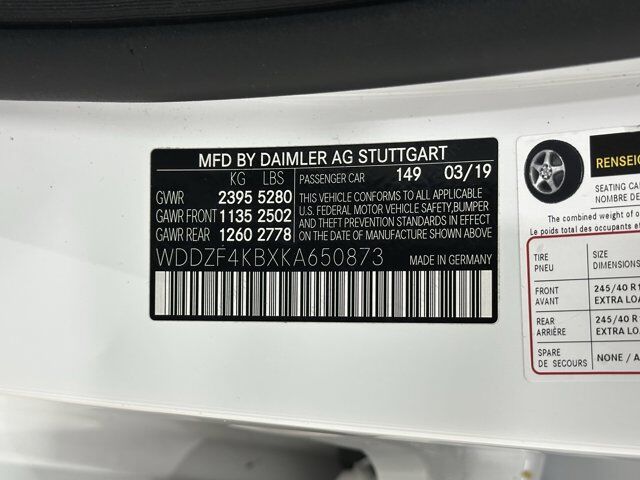 MFD BY DAIMLER AG STUTTGART
KG LBS PASSENGER CAR 149 03/19
GVWR 2395 5280
GAWR FRONT 1135 2502
GAWR REAR 1260 2778
THIS VEHICLE CONFORMS TO ALL APPLICABLE
U.S. FEDERAL MOTOR VEHICLE SAFETY,BUMPER
AND THEFT PREVENTION STANDARDS IN EFFECT
ON THE DATE OF MANUFACTURE SHOWN ABOVE.
WDDZF4KBXKA650873 MADE IN GERMANY
RENSEIG
SEATING CA
NOMBRE DE
The combined weight of
Poids total des occupants et
TIRE SIZE
PNEU DIMENSIONS
FRONT 245/40 R
AVANT EXTRA LOA
REAR 245/40 R
ARRIÈRE EXTRA LOA
SPARE NONE / A
DE SECOURS